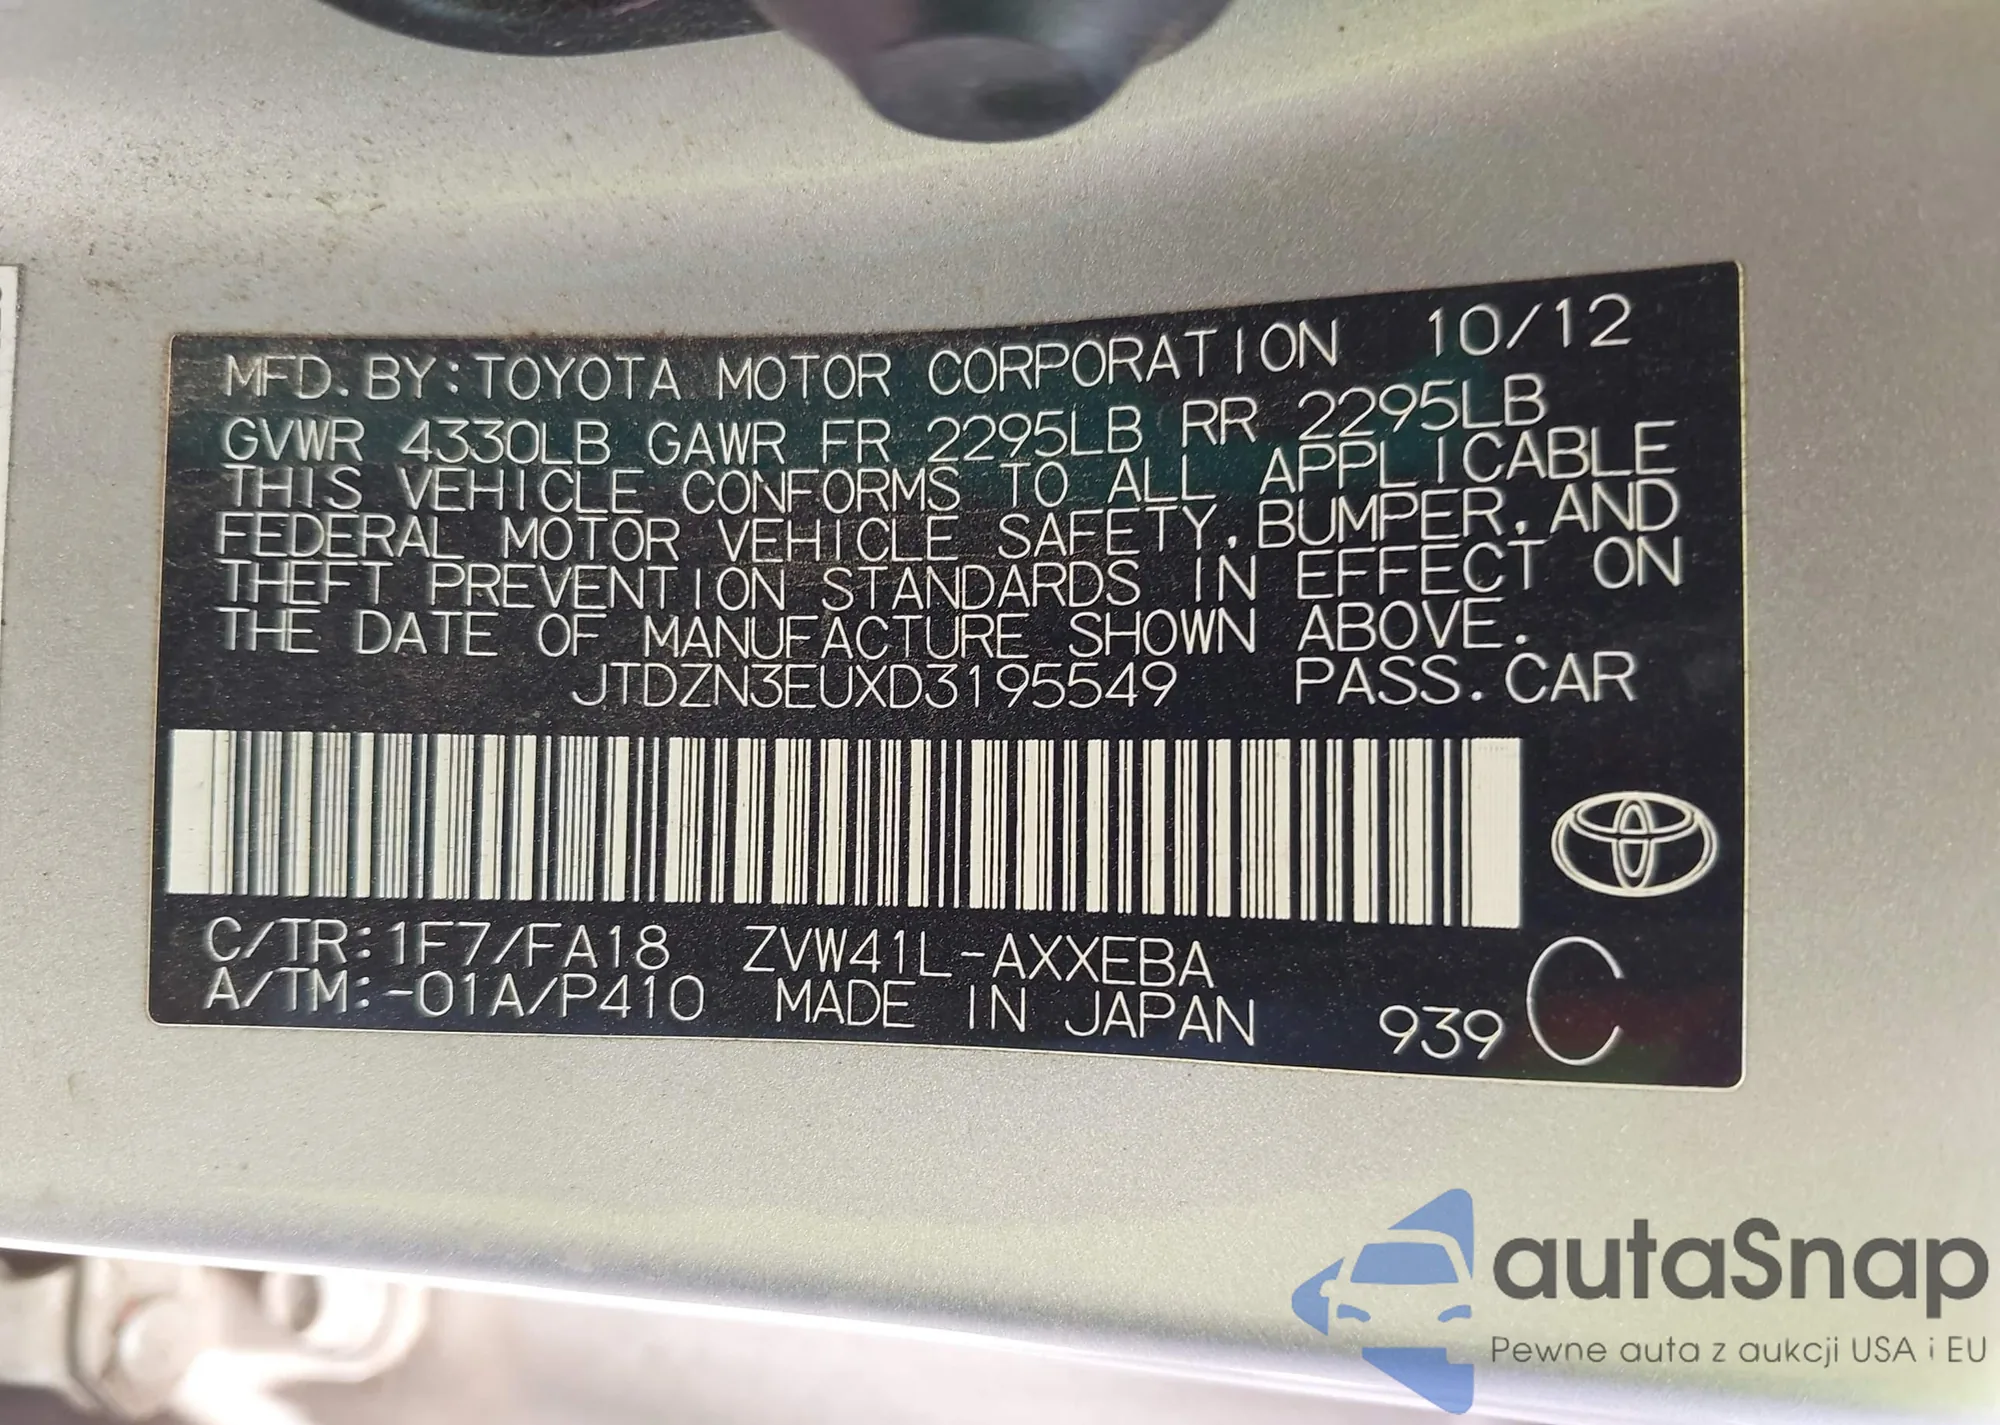 MFD. BY: TOYOTA MOTOR CORPORATION 10/12
GVWR 4330LB GAWR FR 2295LB RR 2295LB
THIS VEHICLE CONFORMS TO ALL APPLICABLE
FEDERAL MOTOR VEHICLE SAFETY, BUMPER, AND
THEFT PREVENTION STANDARDS IN EFFECT ON
THE DATE OF MANUFACTURE SHOWN ABOVE.
JTDZN3EUXD3195549 PASS. CAR
C/TR: 1F7/FA18 ZVW41L-AXXEBA
A/TM: -01A/P410 MADE IN JAPAN 939 C
autaSnap
Pewne auta z aukcji USA i EU